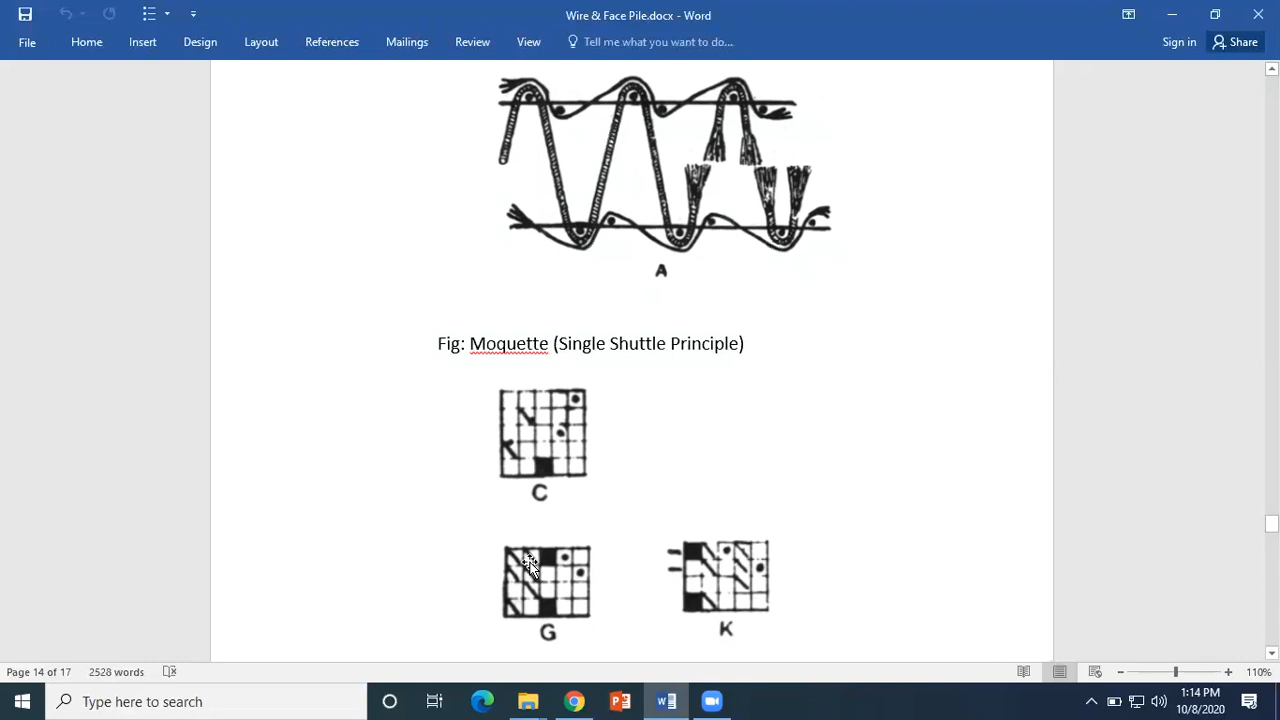 Wire & Face Pile.docx - Word
File Home Insert Design Layout References Mailings Review View Tell me what you want to do... Sign in Share
A
Fig: Moquette (Single Shuttle Principle)
C
G K
Page 14 of 17 2528 words 110%
Type here to search
1:14 PM
10/8/2020